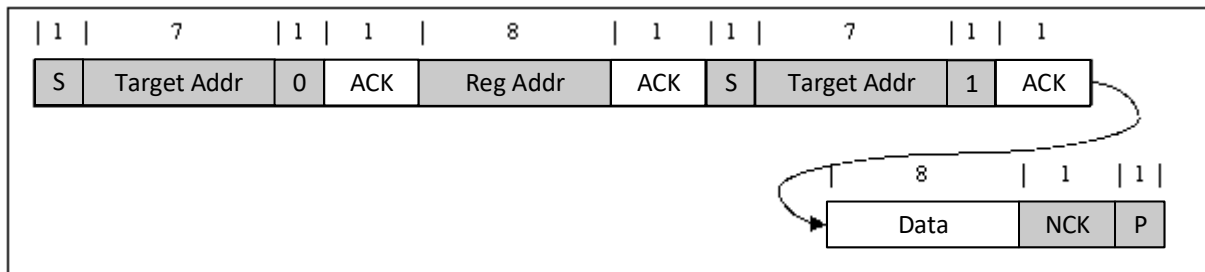 | 1 | 7 | 1 | 1 | 8 | 1 | 1 | 7 | 1 | 1
S Target Addr 0 ACK Reg Addr ACK S Target Addr 1 ACK
| 8 | 1 | 1 |
Data NCK P